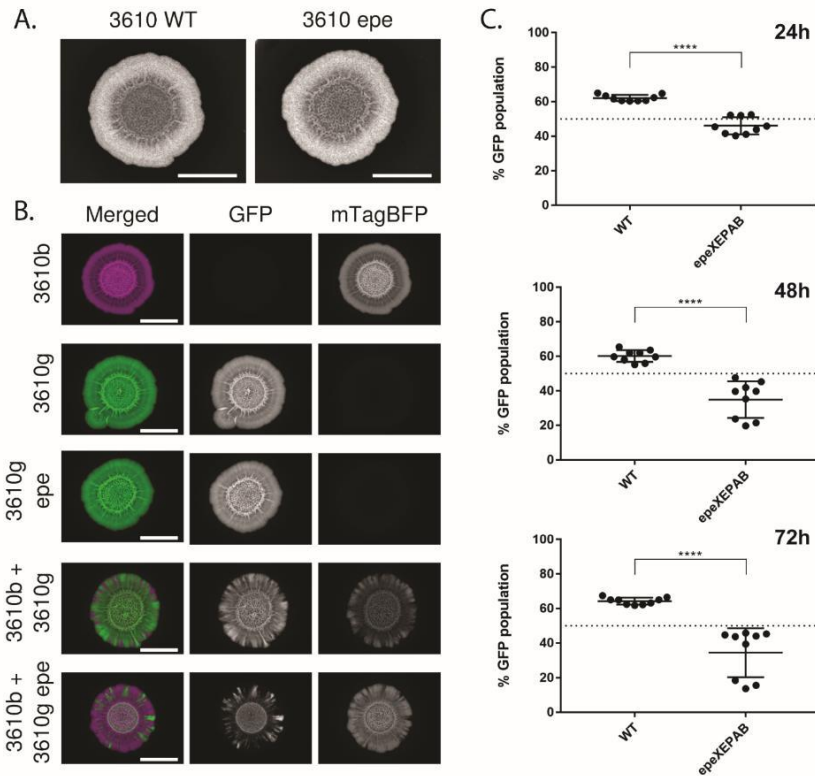 A.
3610 WT
3610 epe
B.
Merged
GFP
mTagBFP
3610b
3610g
3610g
epe
3610b +
3610g
3610b +
3610g epe
C.
24h
****
100
80
60
40
20
0
% GFP population
WT
epeXEPAB
48h
****
100
80
60
40
20
0
% GFP population
WT
epeXEPAB
72h
****
100
80
60
40
20
0
% GFP population
WT
epeXEPAB